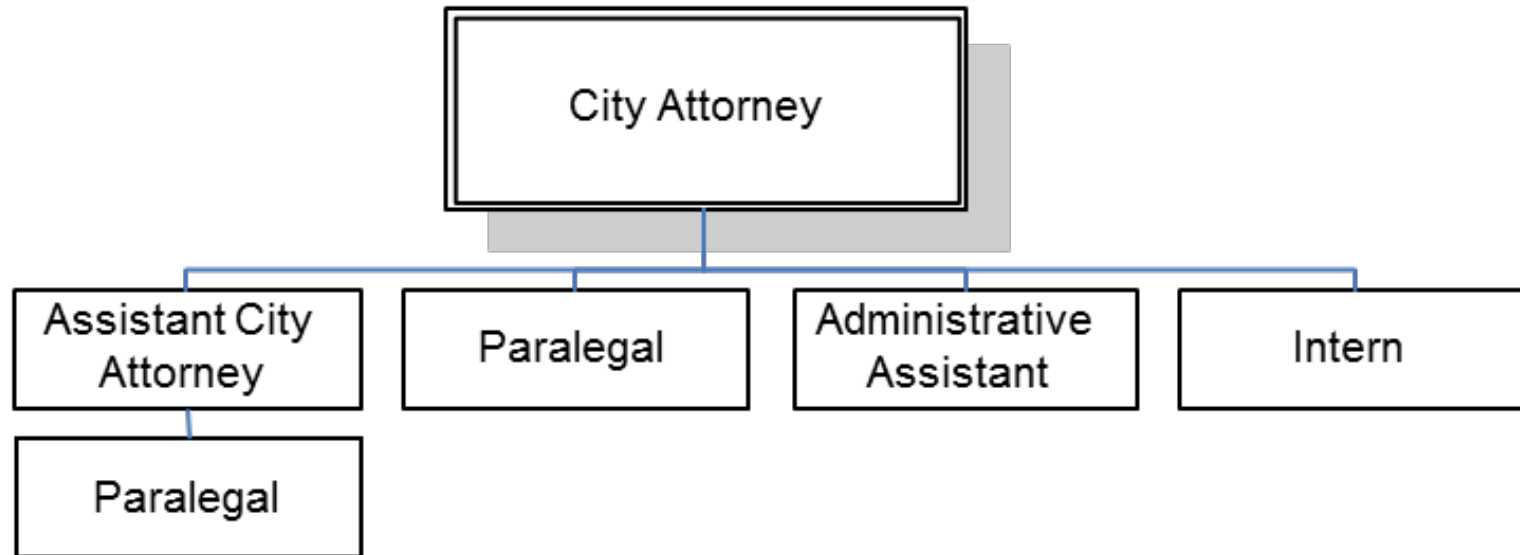 City Attorney
Assistant City
Attorney
Paralegal
Administrative
Assistant
Intern
Paralegal